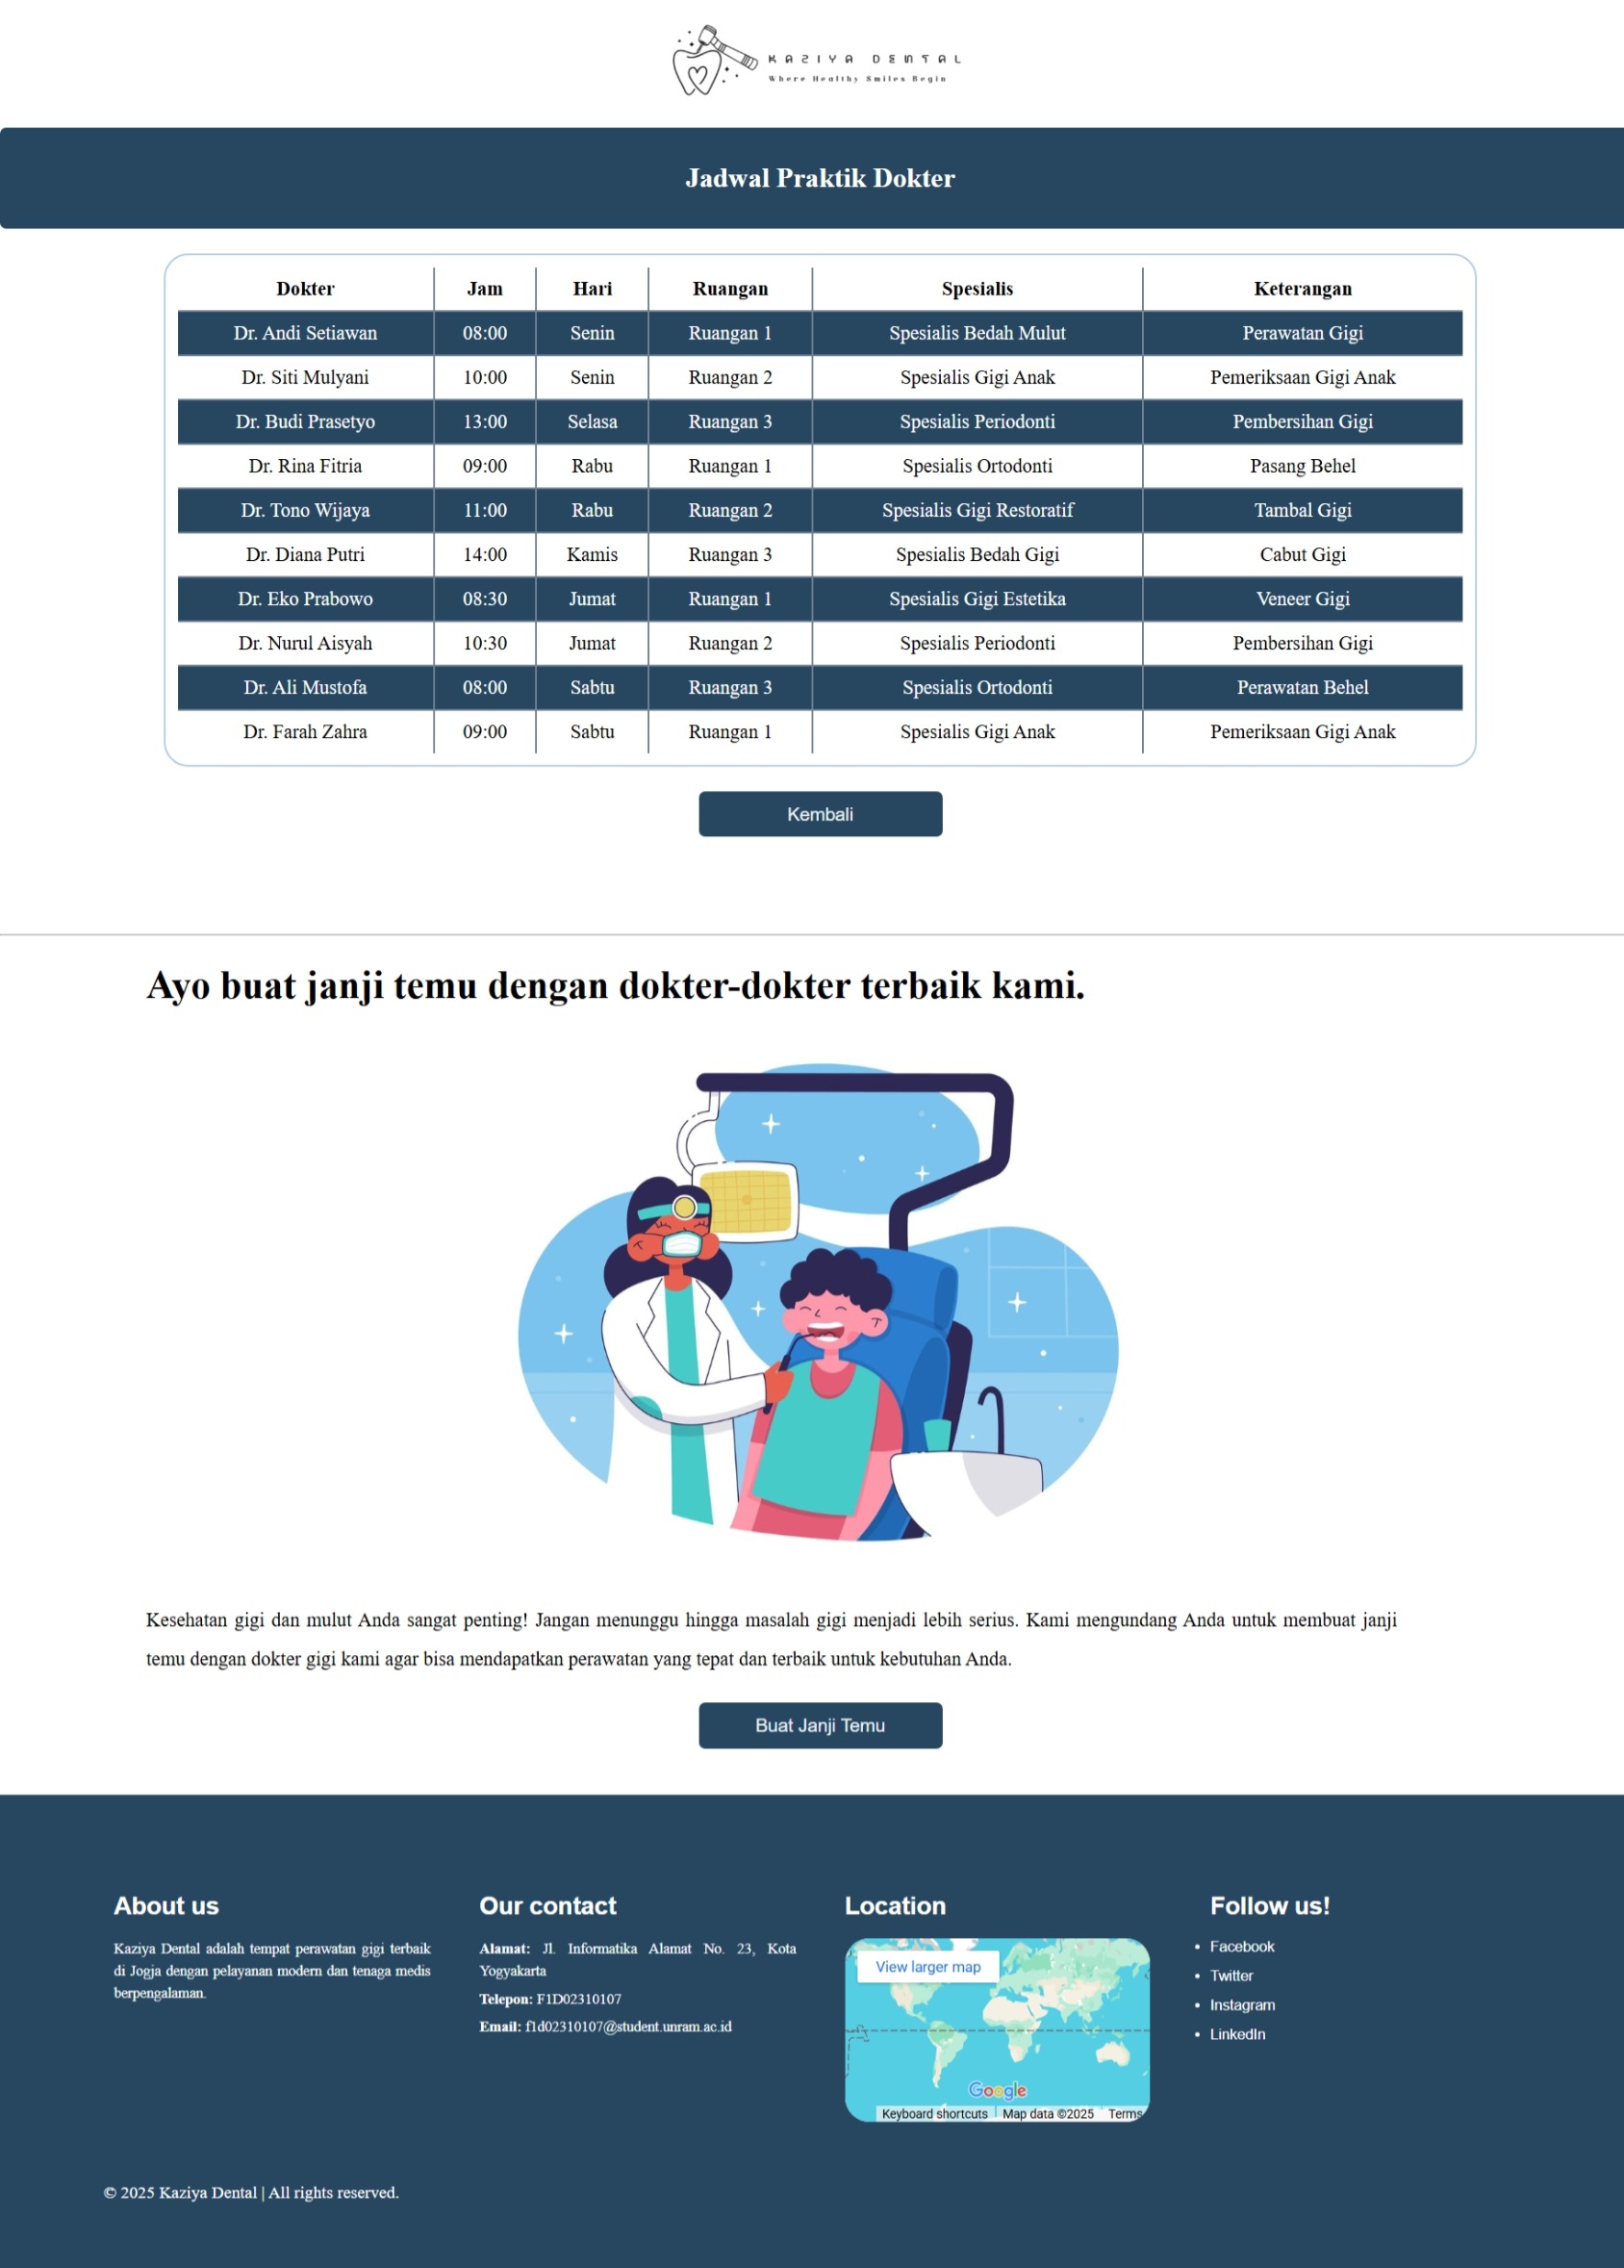 KAZIYA DENTAL
Where Healthy Smiles Begin
Jadwal Praktik Dokter
Dokter Jam Hari Ruangan Spesialis Keterangan
Dr. Andi Setiawan 08:00 Senin Ruangan 1 Spesialis Bedah Mulut Perawatan Gigi
Dr. Siti Mulyani 10:00 Senin Ruangan 2 Spesialis Gigi Anak Pemeriksaan Gigi Anak
Dr. Budi Prasetyo 13:00 Selasa Ruangan 3 Spesialis Periodonti Pembersihan Gigi
Dr. Rina Fitria 09:00 Rabu Ruangan 1 Spesialis Ortodonti Pasang Behel
Dr. Tono Wijaya 11:00 Rabu Ruangan 2 Spesialis Gigi Restoratif Tambal Gigi
Dr. Diana Putri 14:00 Kamis Ruangan 3 Spesialis Bedah Gigi Cabut Gigi
Dr. Eko Prabowo 08:30 Jumat Ruangan 1 Spesialis Gigi Estetika Veneer Gigi
Dr. Nurul Aisyah 10:30 Jumat Ruangan 2 Spesialis Periodonti Pembersihan Gigi
Dr. Ali Mustofa 08:00 Sabtu Ruangan 3 Spesialis Ortodonti Perawatan Behel
Dr. Farah Zahra 09:00 Sabtu Ruangan 1 Spesialis Gigi Anak Pemeriksaan Gigi Anak
Kembali
Ayo buat janji temu dengan dokter-dokter terbaik kami.
Kesehatan gigi dan mulut Anda sangat penting! Jangan menunggu hingga masalah gigi menjadi lebih serius. Kami mengundang Anda untuk membuat janji
temu dengan dokter gigi kami agar bisa mendapatkan perawatan yang tepat dan terbaik untuk kebutuhan Anda.
Buat Janji Temu
About us
Kaziya Dental adalah tempat perawatan gigi terbaik
di Jogja dengan pelayanan modern dan tenaga medis
berpengalaman.
Our contact
Alamat: Jl. Informatika Alamat No. 23, Kota
Yogyakarta
Telepon: F1D02310107
Email: f1d02310107@student.unram.ac.id
Location
View larger map
Google
Keyboard shortcuts Map data ©2025 Terms
Follow us!
• Facebook
• Twitter
• Instagram
• LinkedIn
© 2025 Kaziya Dental | All rights reserved.